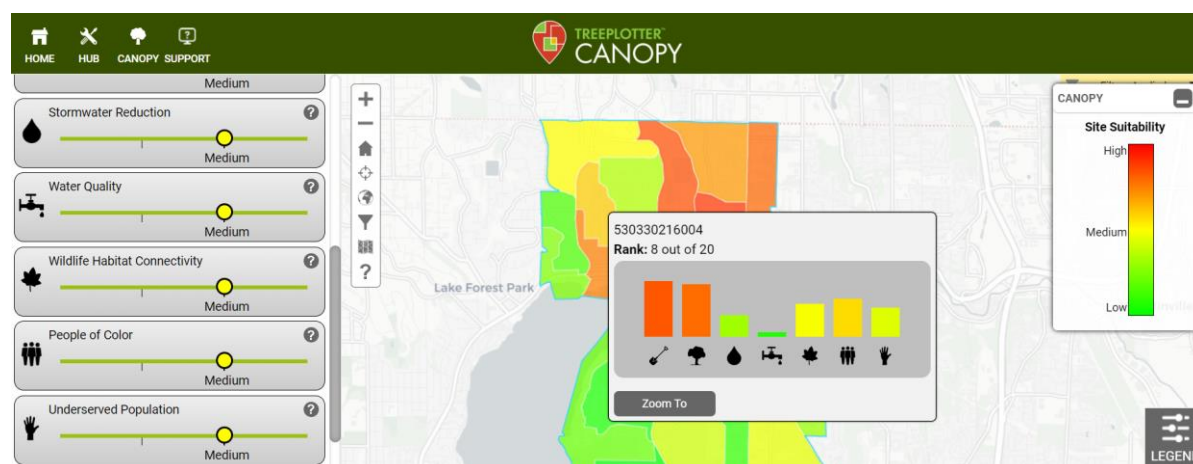 HOME
HUB
CANOPY
SUPPORT
TREEPLOTTER™
CANOPY
Medium
Stormwater Reduction
?
Medium
Water Quality
?
Medium
Wildlife Habitat Connectivity
?
Medium
People of Color
?
Medium
Underserved Population
?
Medium
?
Lake Forest Park
530330216004
Rank: 8 out of 20
Zoom To
CANOPY
Site Suitability
High
Medium
Low
LEGEN